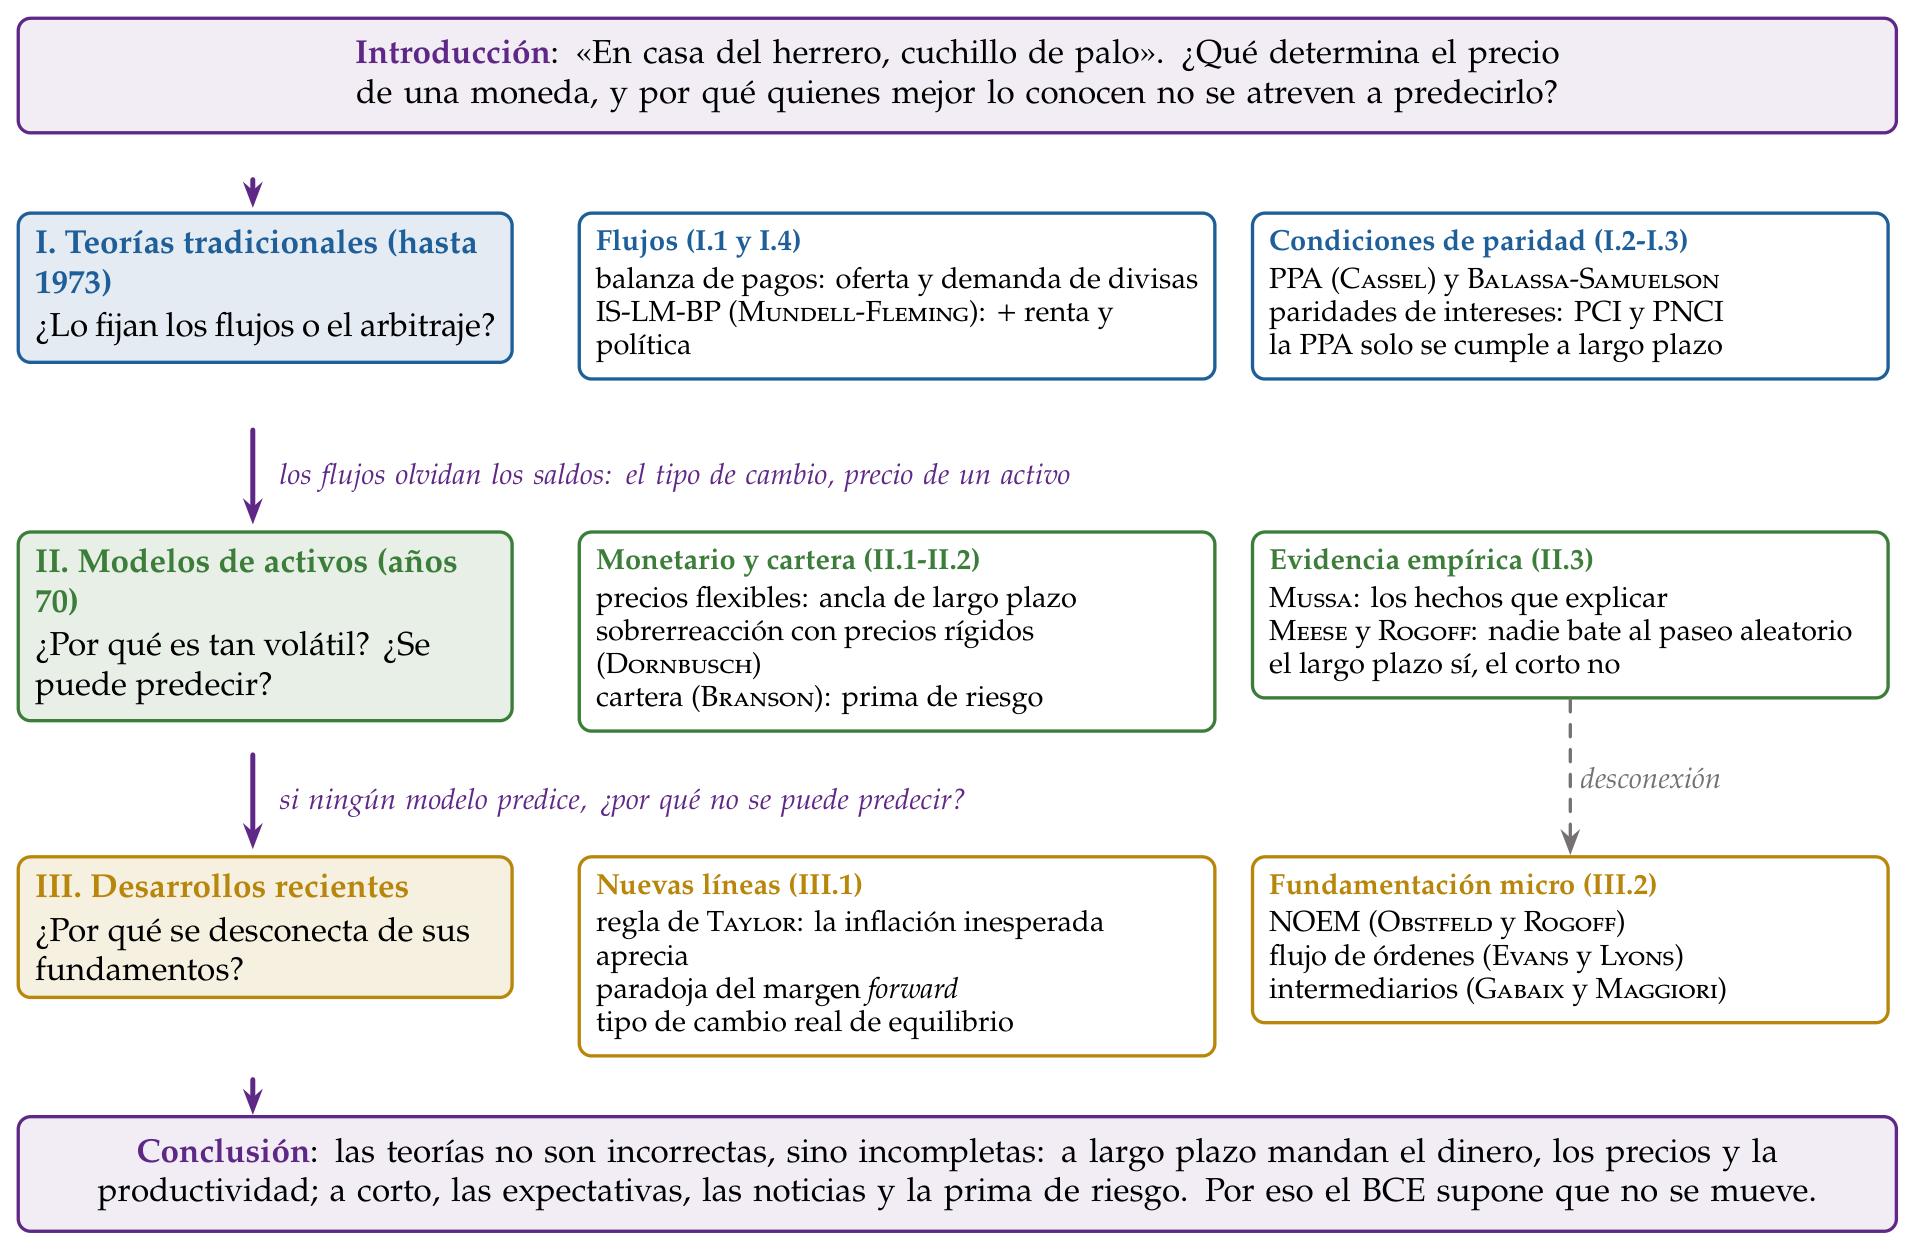 Introducción: «En casa del herrero, cuchillo de palo». ¿Qué determina el precio
de una moneda, y por qué quienes mejor lo conocen no se atreven a predecirlo?
I. Teorías tradicionales (hasta
1973)
¿Lo fijan los flujos o el arbitraje?
Flujos (I.1 y I.4)
balanza de pagos: oferta y demanda de divisas
IS-LM-BP (Mundell-Fleming): + renta y
política
Condiciones de paridad (I.2-I.3)
PPA (Cassel) y Balassa-Samuelson
paridades de intereses: PCI y PNCI
la PPA solo se cumple a largo plazo
los flujos olvidan los saldos: el tipo de cambio, precio de un activo
II. Modelos de activos (años
70)
¿Por qué es tan volátil? ¿Se
puede predecir?
Monetario y cartera (II.1-II.2)
precios flexibles: ancla de largo plazo
sobrerreacción con precios rígidos
(Dornbusch)
cartera (Branson): prima de riesgo
Evidencia empírica (II.3)
Mussa: los hechos que explicar
Meese y Rogoff: nadie bate al paseo aleatorio
el largo plazo sí, el corto no
si ningún modelo predice, ¿por qué no se puede predecir?
desconexión
III. Desarrollos recientes
¿Por qué se desconecta de sus
fundamentos?
Nuevas líneas (III.1)
regla de Taylor: la inflación inesperada
aprecia
paradoja del margen forward
tipo de cambio real de equilibrio
Fundamentación micro (III.2)
NOEM (Obstfeld y Rogoff)
flujo de órdenes (Evans y Lyons)
intermediarios (Gabaix y Maggiori)
Conclusión: las teorías no son incorrectas, sino incompletas: a largo plazo mandan el dinero, los precios y la
productividad; a corto, las expectativas, las noticias y la prima de riesgo. Por eso el BCE supone que no se mueve.